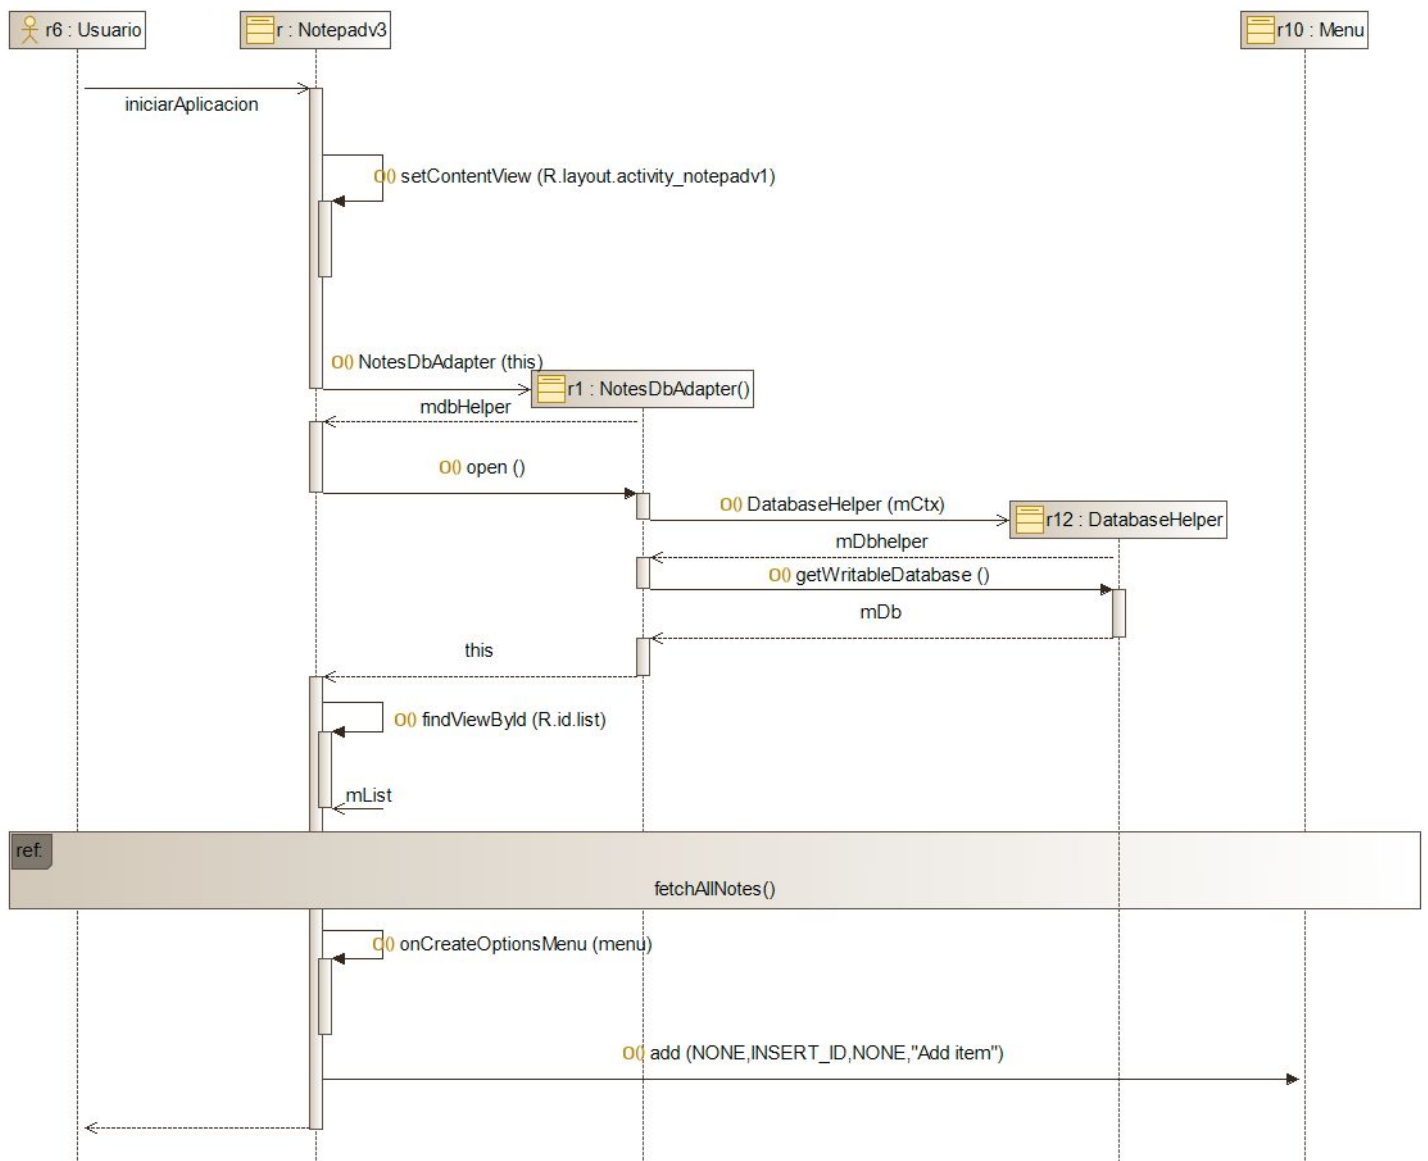 r6 : Usuario
r : Notepadv3
r10 : Menu
iniciarAplicacion
O() setContentView (R.layout.activity_notepadv1)
O() NotesDbAdapter (this)
r1 : NotesDbAdapter()
mdbHelper
O() open ()
O() DatabaseHelper (mCtx)
r12 : DatabaseHelper
mDbhelper
O() getWritableDatabase ()
mDb
this
O() findViewById (R.id.list)
mList
ref:
fetchAllNotes()
O() onCreateOptionsMenu (menu)
O() add (NONE,INSERT_ID,NONE,"Add item")